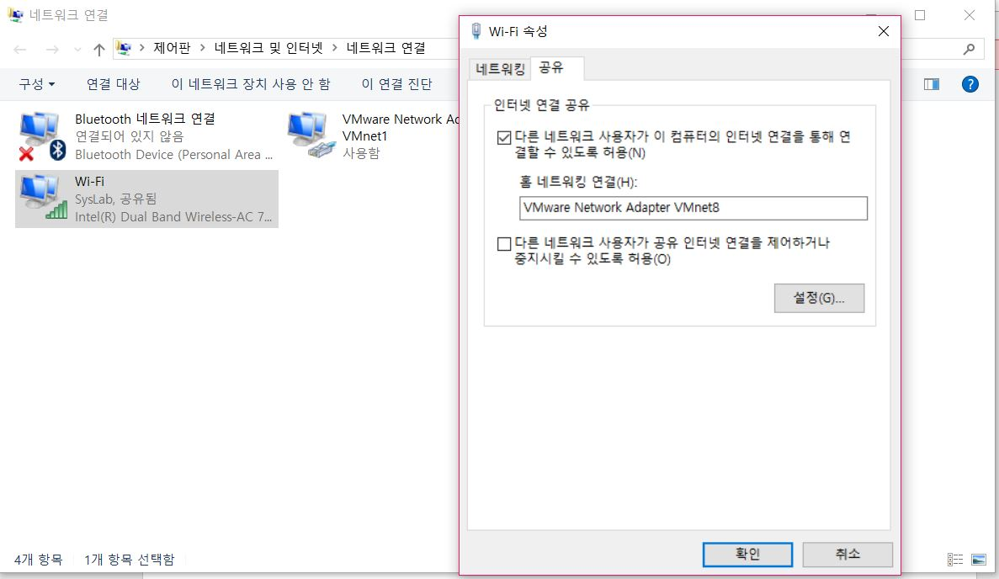 네트워크 연결
제어판 > 네트워크 및 인터넷 > 네트워크 연결
구성 연결 대상 이 네트워크 장치 사용 안 함 이 연결 진단
Bluetooth 네트워크 연결
연결되어 있지 않음
Bluetooth Device (Personal Area ...
VMware Network Ad
VMnet1
사용함
Wi-Fi
SysLab, 공유됨
Intel(R) Dual Band Wireless-AC 7...
4개 항목 1개 항목 선택함
Wi-Fi 속성
네트워킹 공유
인터넷 연결 공유
다른 네트워크 사용자가 이 컴퓨터의 인터넷 연결을 통해 연
결할 수 있도록 허용(N)
홈 네트워킹 연결(H):
VMware Network Adapter VMnet8
다른 네트워크 사용자가 공유 인터넷 연결을 제어하거나
중지시킬 수 있도록 허용(O)
설정(G)...
확인 취소